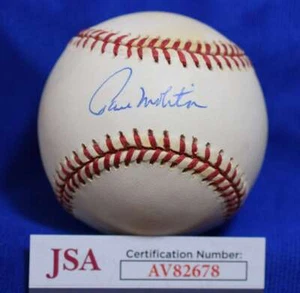 Paul Molitor
JSA
Certification Number:
AV82678